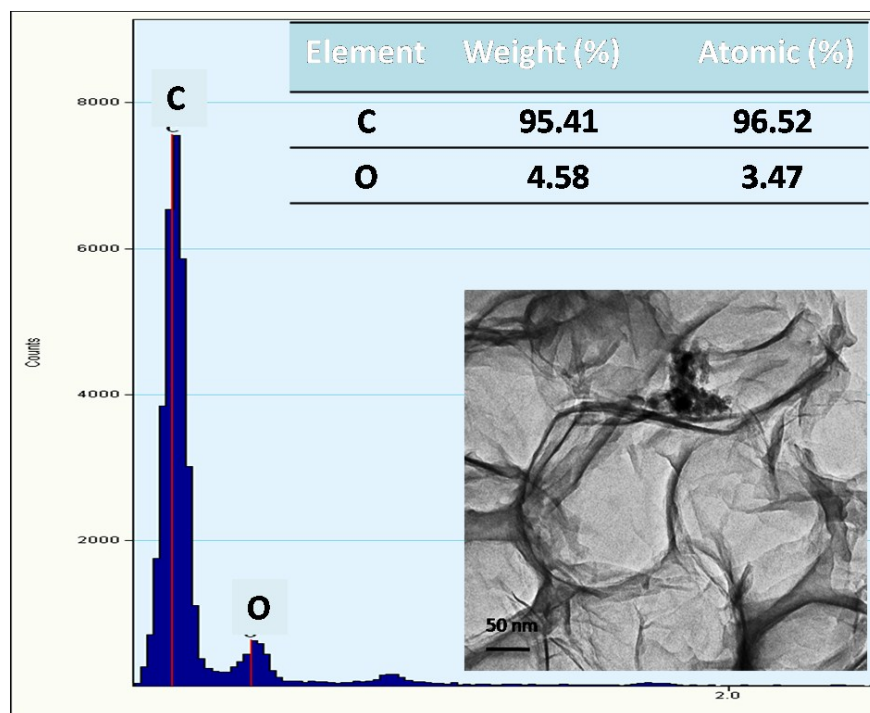 Element Weight (%) Atomic (%)
C 95.41 96.52
O 4.58 3.47
8000
6000
4000
2000
Counts
C
O
50 nm
2.0